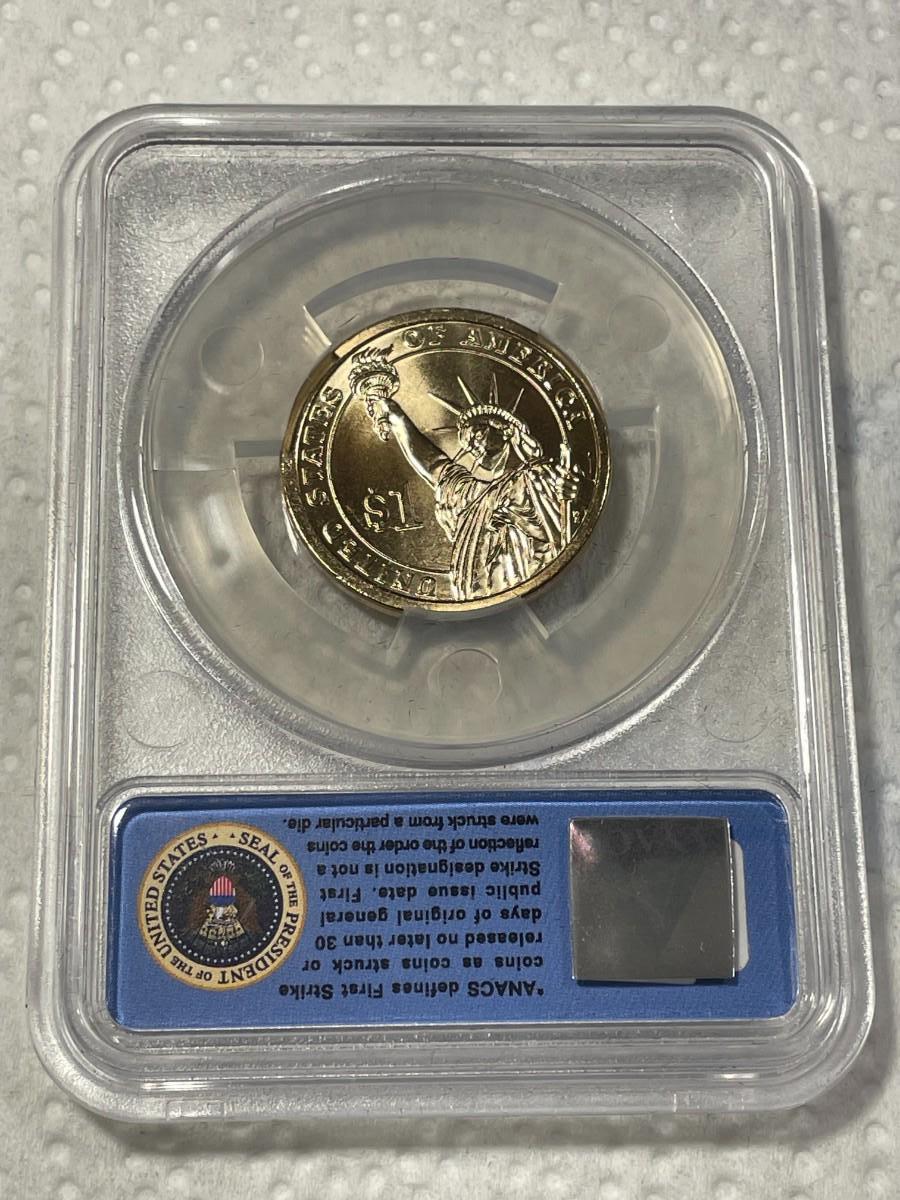 UNITED STATES OF AMERICA
$1
*ANACS defines First Strike
coins as coins struck or
released no later than 30
days of original general
public issue date. First
Strike designation is not a
reflection of the order the coins
were struck from a particular die.
SEAL OF THE PRESIDENT OF THE UNITED STATES